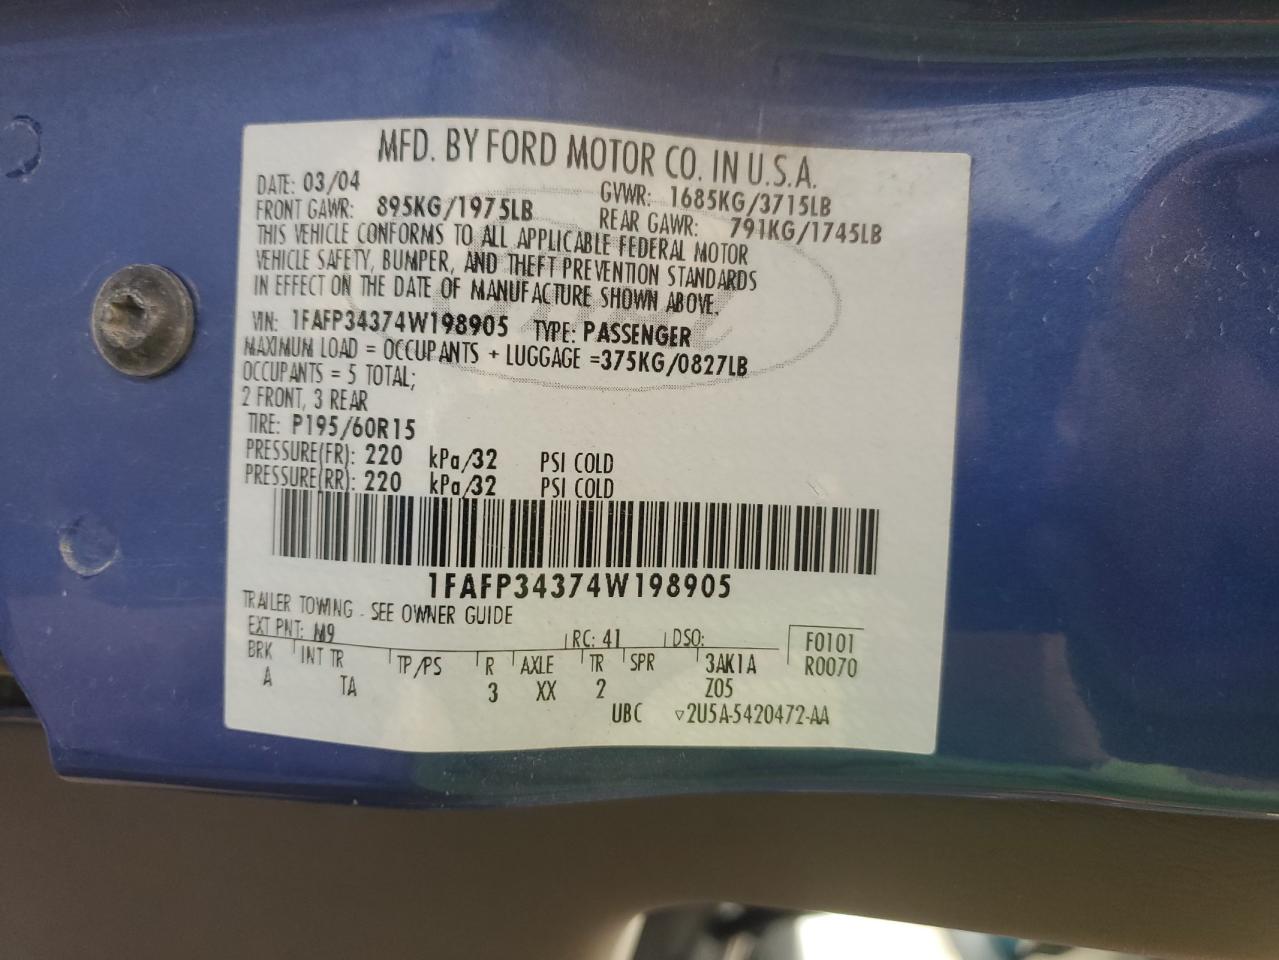 MFD. BY FORD MOTOR CO. IN U.S.A.
DATE: 03/04 GVWR: 1685KG/3715LB
FRONT GAWR: 895KG/1975LB REAR GAWR: 791KG/1745LB
THIS VEHICLE CONFORMS TO ALL APPLICABLE FEDERAL MOTOR
VEHICLE SAFETY, BUMPER, AND THEFT PREVENTION STANDARDS
IN EFFECT ON THE DATE OF MANUFACTURE SHOWN ABOVE.
VIN: 1FAFP34374W198905 TYPE: PASSENGER
MAXIMUM LOAD = OCCUPANTS + LUGGAGE =375KG/0827LB
OCCUPANTS = 5 TOTAL;
2 FRONT, 3 REAR
TIRE: P195/60R15
PRESSURE(FR): 220 kPa/32 PSI COLD
PRESSURE(RR): 220 kPa/32 PSI COLD
1FAFP34374W198905
TRAILER TOWING - SEE OWNER GUIDE
EXT PNT: M9 RC: 41 DSO: F0101
BRK INT TR TP/PS R AXLE TR SPR 3AK1A R0070
A TA 3 XX 2 Z05
UBC ▽2U5A-5420472-AA